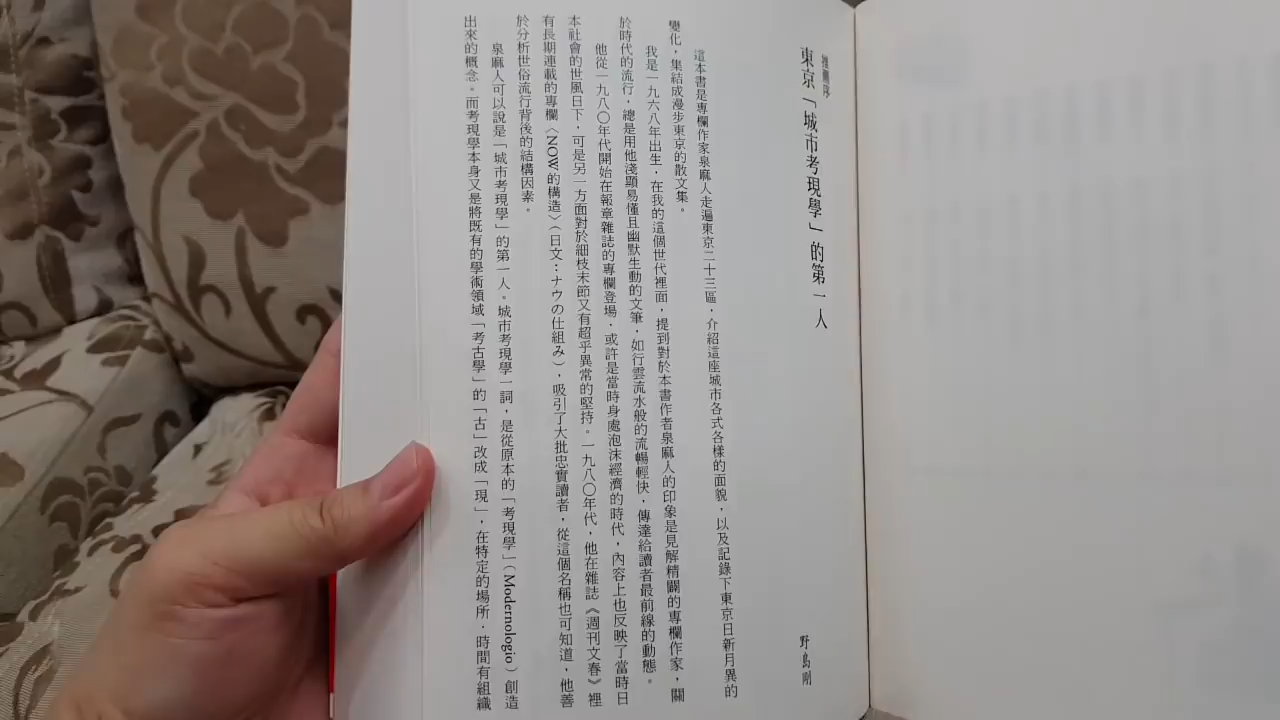 推薦序
東京「城市考現學」的第一人
野島剛
這本書是專欄作家泉麻人走遍東京二十三區，介紹這座城市各式各樣的面貌，以及記錄下東京日新月異的
變化，集結成漫步東京的散文集。
我是一九六八年出生，在我的這個世代裡面，提到對於本書作者泉麻人的印象是見解精闢的專欄作家，關
於時代的流行，總是用他淺顯易懂且幽默生動的文筆，如行雲流水般的流暢輕快，傳達給讀者最前線的動態。
他從一九八〇年代開始在報章雜誌的專欄登場，或許是當時身處泡沫經濟的時代，內容上也反映了當時日
本社會的世風日下，可是另一方面對於細枝末節又有超乎異常的堅持。一九八〇年代，他在雜誌《週刊文春》裡
有長期連載的專欄〈NOW的構造〉（日文：ナウの仕組み），吸引了大批忠實讀者，從這個名稱也可知道，他善
於分析世俗流行背後的結構因素。
泉麻人可以說是「城市考現學」的第一人。城市考現學一詞，是從原本的「考現學」（Modernologio）創造
出來的概念。而考現學本身又是將既有的學術領域「考古學」的「古」改成「現」，在特定的場所、時間有組織